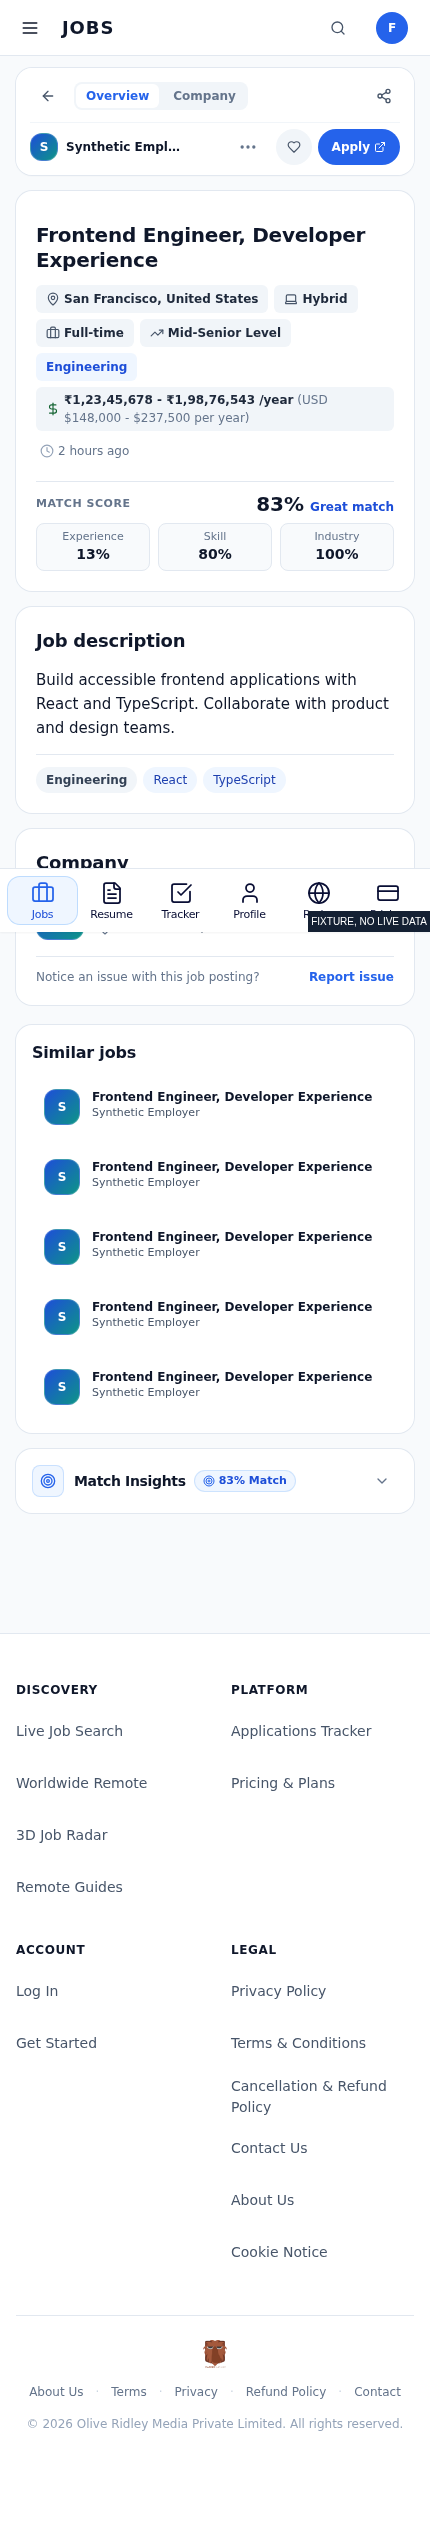 JOBS
F
Overview
Company
S
Synthetic Empl...
Apply
Frontend Engineer, Developer
Experience
San Francisco, United States
Hybrid
Full-time
Mid-Senior Level
Engineering
₹1,23,45,678 - ₹1,98,76,543 /year (USD
$148,000 - $237,500 per year)
2 hours ago
MATCH SCORE
83% Great match
Experience
13%
Skill
80%
Industry
100%
Job description
Build accessible frontend applications with
React and TypeScript. Collaborate with product
and design teams.
Engineering
React
TypeScript
Company
Jobs
Resume
Tracker
Profile
FIXTURE, NO LIVE DATA
Notice an issue with this job posting?
Report issue
Similar jobs
S
Frontend Engineer, Developer Experience
Synthetic Employer
S
Frontend Engineer, Developer Experience
Synthetic Employer
S
Frontend Engineer, Developer Experience
Synthetic Employer
S
Frontend Engineer, Developer Experience
Synthetic Employer
S
Frontend Engineer, Developer Experience
Synthetic Employer
Match Insights
83% Match
DISCOVERY
Live Job Search
Worldwide Remote
3D Job Radar
Remote Guides
PLATFORM
Applications Tracker
Pricing & Plans
ACCOUNT
Log In
Get Started
LEGAL
Privacy Policy
Terms & Conditions
Cancellation & Refund
Policy
Contact Us
About Us
Cookie Notice
About Us · Terms · Privacy · Refund Policy · Contact
© 2026 Olive Ridley Media Private Limited. All rights reserved.